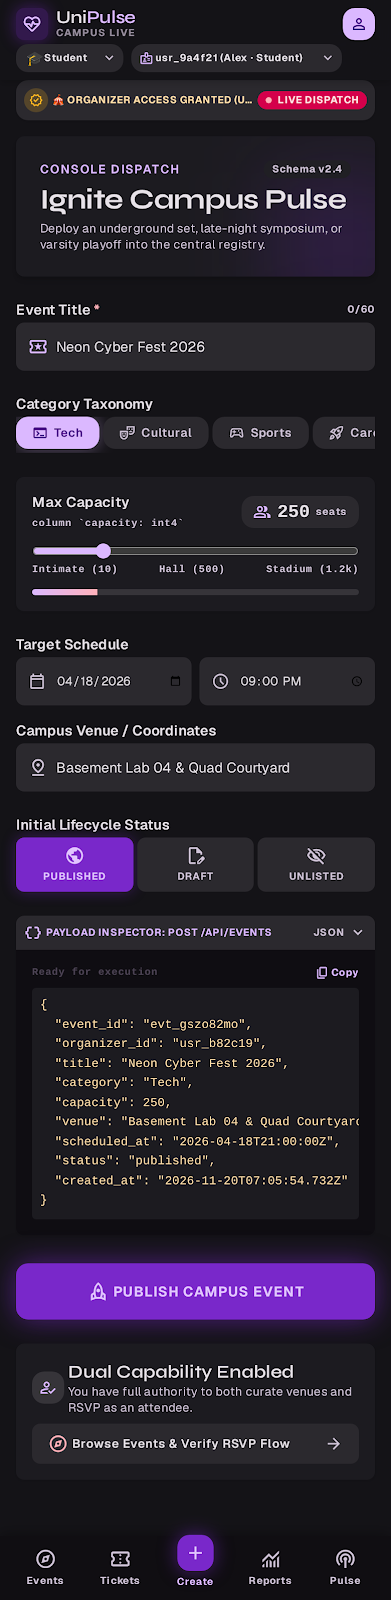 UniPulse
CAMPUS LIVE
🎓 Student
usr_9a4f21 (Alex · Student)
🎪 ORGANIZER ACCESS GRANTED (U...
LIVE DISPATCH
CONSOLE DISPATCH
Schema v2.4
Ignite Campus Pulse
Deploy an underground set, late-night symposium, or
varsity playoff into the central registry.
Event Title *
0/60
Neon Cyber Fest 2026
Category Taxonomy
Tech
Cultural
Sports
Care
Max Capacity
column `capacity: int4`
250 seats
Intimate (10)
Hall (500)
Stadium (1.2k)
Target Schedule
04/18/2026
09:00 PM
Campus Venue / Coordinates
Basement Lab 04 & Quad Courtyard
Initial Lifecycle Status
PUBLISHED
DRAFT
UNLISTED
PAYLOAD INSPECTOR: POST /API/EVENTS
JSON
Ready for execution
Copy
{
"event_id": "evt_gszo82mo",
"organizer_id": "usr_b82c19",
"title": "Neon Cyber Fest 2026",
"category": "Tech",
"capacity": 250,
"venue": "Basement Lab 04 & Quad Courtyard
"scheduled_at": "2026-04-18T21:00:00Z",
"status": "published",
"created_at": "2026-11-20T07:05:54.732Z"
}
PUBLISH CAMPUS EVENT
Dual Capability Enabled
You have full authority to both curate venues and
RSVP as an attendee.
Browse Events & Verify RSVP Flow
Events
Tickets
Create
Reports
Pulse